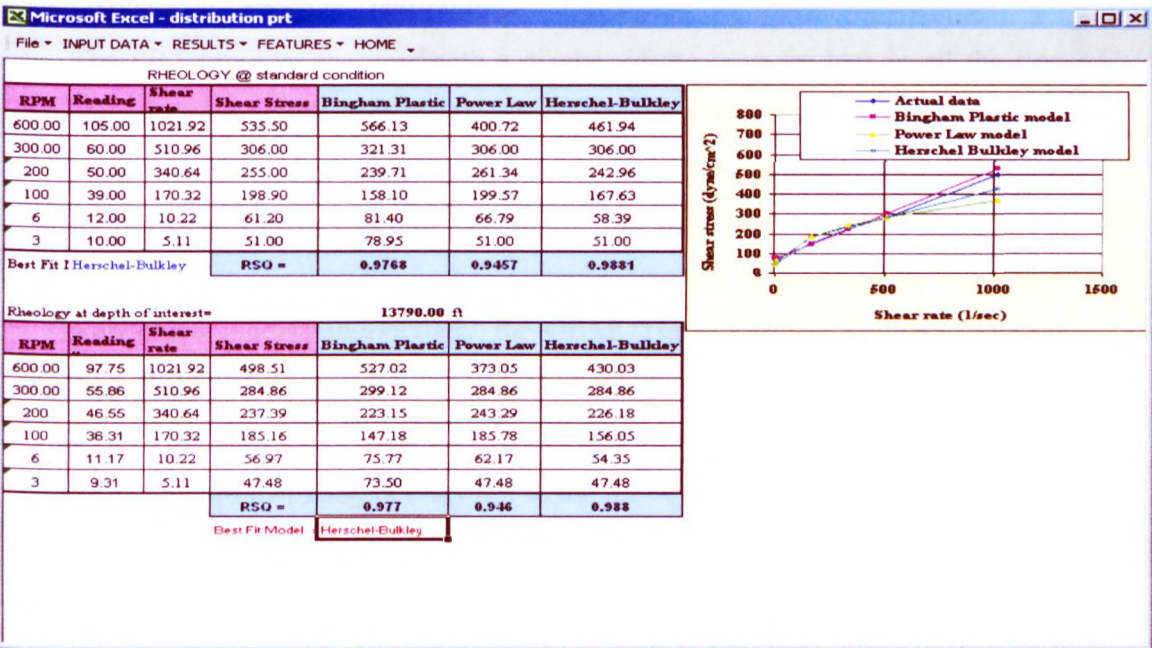 Microsoft Excel - distribution prt
File INPUT DATA RESULTS FEATURES HOME
RHEOLOGY @ standard condition
RPM Reading Shear rate Shear Stress Bingham Plastic Power Law Herschel-Bulkley
600.00 105.00 1021.92 535.50 566.13 400.72 461.94
300.00 60.00 510.96 306.00 321.31 306.00 306.00
200 50.00 340.64 255.00 239.71 261.34 242.96
100 39.00 170.32 198.90 158.10 199.57 167.63
6 12.00 10.22 61.20 81.40 66.79 58.39
3 10.00 5.11 51.00 78.95 51.00 51.00
Best Fit I Herschel-Bulkley RSQ = 0.9768 0.9457 0.9881
Rheology at depth of interest= 13790.00 ft
RPM Reading Shear rate Shear Stress Bingham Plastic Power Law Herschel-Bulkley
600.00 97.75 1021.92 498.51 527.02 373.05 430.03
300.00 55.86 510.96 284.86 299.12 284.86 284.86
200 46.55 340.64 237.39 223.15 243.29 226.18
100 36.31 170.32 185.16 147.18 185.78 156.05
6 11.17 10.22 56.97 75.77 62.17 54.35
3 9.31 5.11 47.48 73.50 47.48 47.48
RSQ = 0.977 0.946 0.988
Best Fit Model Herschel-Bulkley
Actual data
Bingham Plastic model
Power Law model
Herschel Bulkley model
Shear stress (dyne/cm^2)
800
700
600
500
400
300
200
100
0
0 500 1000 1500
Shear rate (1/sec)